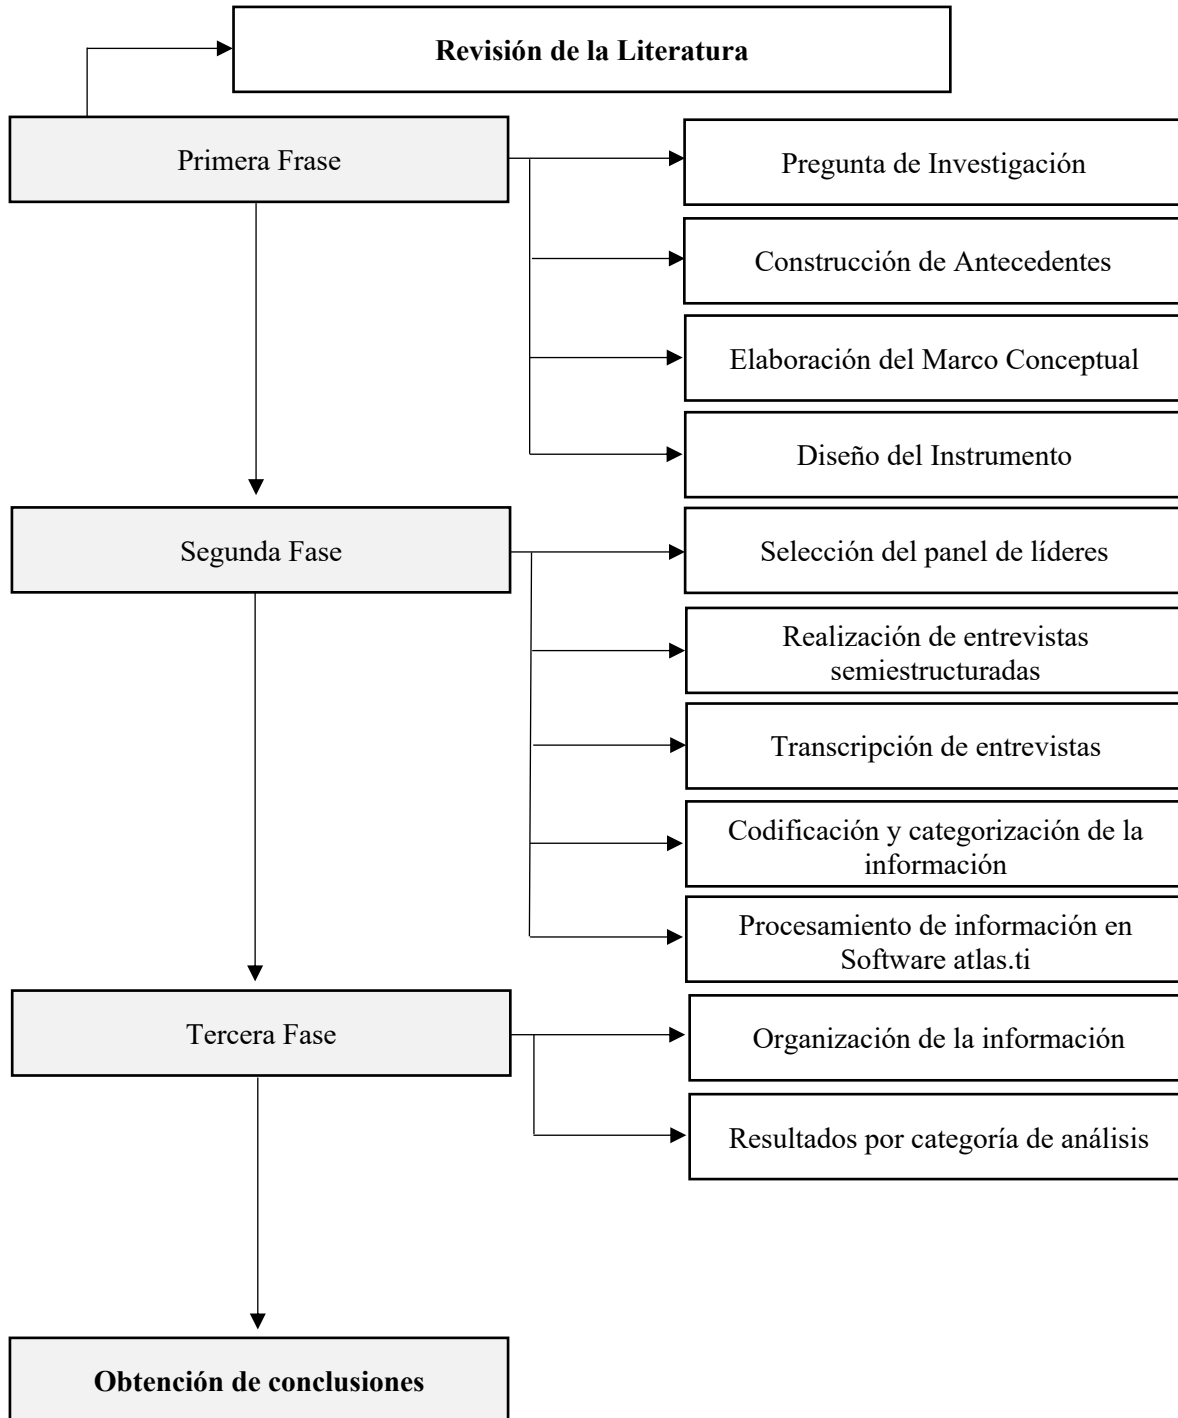 Revisión de la Literatura
Primera Frase
Pregunta de Investigación
Construcción de Antecedentes
Elaboración del Marco Conceptual
Diseño del Instrumento
Segunda Fase
Selección del panel de líderes
Realización de entrevistas
semiestructuradas
Transcripción de entrevistas
Codificación y categorización de la
información
Procesamiento de información en
Software atlas.ti
Tercera Fase
Organización de la información
Resultados por categoría de análisis
Obtención de conclusiones